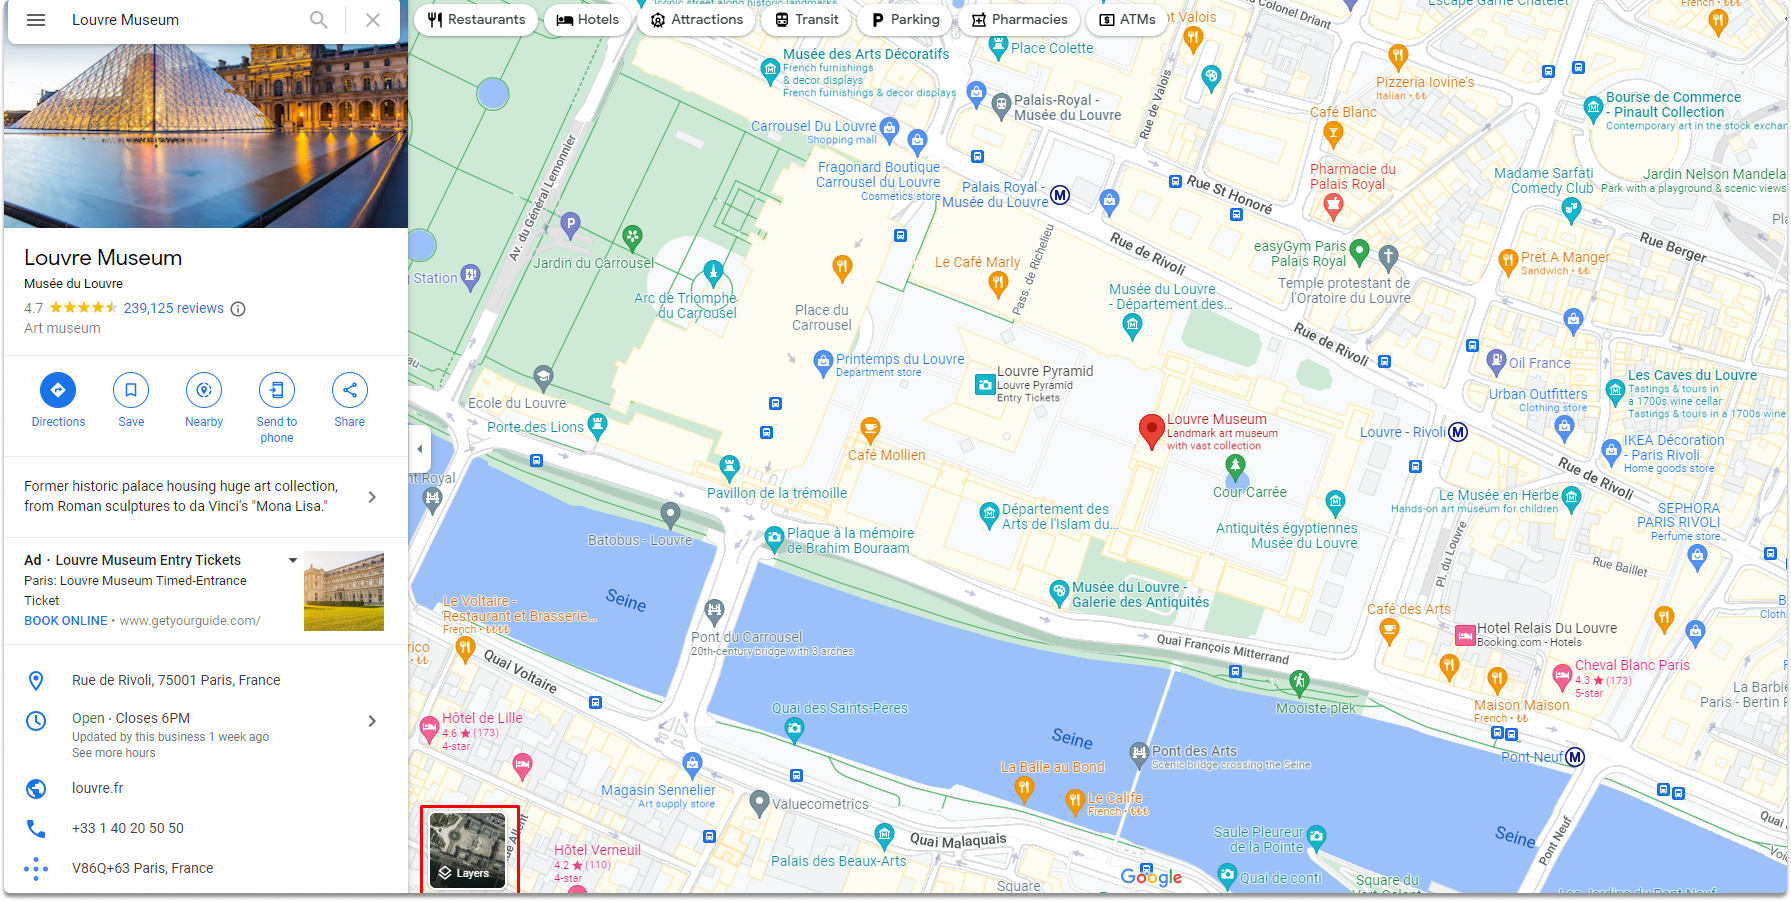 Louvre Museum
Restaurants
Hotels
Attractions
Transit
Parking
Pharmacies
ATMs
Louvre Museum
Musée du Louvre
4.7
239,125 reviews
Art museum
Directions
Save
Nearby
Send to
phone
Share
Former historic palace housing huge art collection,
from Roman sculptures to da Vinci's "Mona Lisa."
Ad · Louvre Museum Entry Tickets
Paris: Louvre Museum Timed-Entrance
Ticket
BOOK ONLINE · www.getyourguide.com/
Rue de Rivoli, 75001 Paris, France
Open · Closes 6PM
Updated by this business 1 week ago
See more hours
louvre.fr
+33 1 40 20 50 50
V86Q+63 Paris, France
Musée des Arts Décoratifs
French furnishings
& decor displays
French furnishings & decor displays
Place Colette
Palais-Royal -
Musée du Louvre
Rue de Valois
Pizzeria Iovine's
Italian · ₺₺
Café Blanc
Bourse de Commerce
- Pinault Collection
Contemporary art in the stock exchan
Carrousel Du Louvre
Shopping mall
Fragonard Boutique
Carrousel du Louvre
Cosmetics store
Palais Royal -
Musée du Louvre
Pharmacie du
Palais Royal
Madame Sarfati
Comedy Club
Jardin Nelson Mandela
Park with a playground & scenic views
Rue St Honoré
Av. du Général Lemonnier
Jardin du Carrousel
Station
Arc de Triomphe
du Carrousel
Le Café Marly
Pass. de Richelieu
Rue de Rivoli
easyGym Paris
Palais Royal
Temple protestant de
l'Oratoire du Louvre
Pret A Manger
Sandwich · ₺₺
Rue Berger
Place du
Carrousel
Musée du Louvre
- Département des...
Rue de Rivoli
Printemps du Louvre
Department store
Louvre Pyramid
Louvre Pyramid
Entry Tickets
Oil France
Les Caves du Louvre
Tastings & tours in
a 1700s wine cellar
Tastings & tours in a 1700s wine
Urban Outfitters
Clothing store
Ecole du Louvre
Porte des Lions
Café Mollien
Louvre Museum
Landmark art museum
with vast collection
Louvre - Rivoli
IKEA Décoration
- Paris Rivoli
Home goods store
Rue de Rivoli
nt Royal
Pavillon de la trémoille
Cour Carrée
Le Musée en Herbe
Hands-on art museum for children
SEPHORA
PARIS RIVOLI
Perfume store
Batobus - Louvre
Plaque à la mémoire
de Brahim Bouraam
Département des
Arts de l'Islam du...
Antiquités égyptiennes
Musée du Louvre
Pl. du Louvre
Rue Baillet
Seine
Musée du Louvre -
Galerie des Antiquités
Le Voltaire -
Restaurant et Brasserie...
French · ₺₺₺₺
Pont du Carrousel
20th-century bridge with 3 arches
Quai François Mitterrand
Café des Arts
Hotel Relais Du Louvre
Booking.com - Hotels
Cheval Blanc Paris
4.3 ★ (173)
5-star
Quai Voltaire
Hôtel de Lille
4.6 ★ (173)
4-star
Quai des Saints-Pères
Mooiste plek
Maison Maison
French · ₺₺
Seine
Pont des Arts
Scenic bridge crossing the Seine
Pont Neuf
La Balle au Bond
Le Calife
French · ₺₺₺
Magasin Sennelier
Art supply store
Valuecometrics
Quai Malaquais
Saule Pleureur
de la Pointe
Seine
Pont Neuf
Hôtel Verneuil
4.2 ★ (110)
4-star
Palais des Beaux-Arts
Layers
Google
Quai de conti
Square
Square du